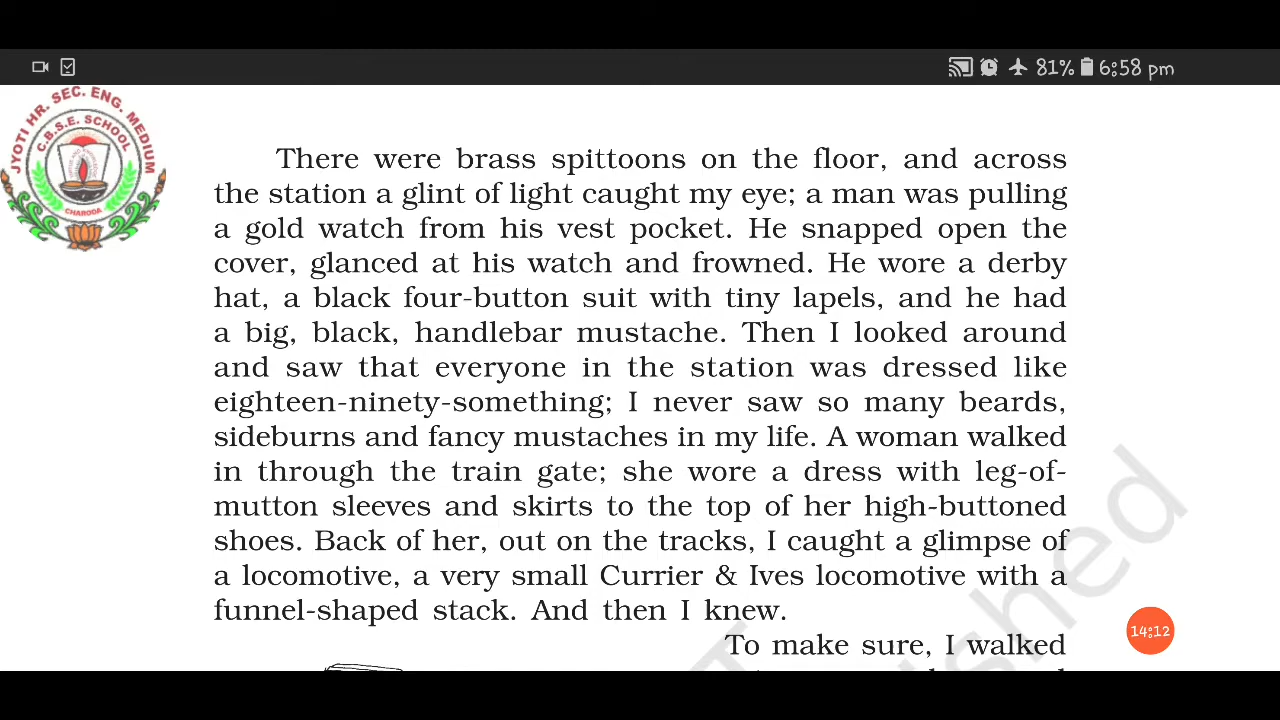 81% 6:58 pm
JYOTI HR. SEC. ENG. MEDIUM
C.B.S.E. SCHOOL
CHARODA
There were brass spittoons on the floor, and across
the station a glint of light caught my eye; a man was pulling
a gold watch from his vest pocket. He snapped open the
cover, glanced at his watch and frowned. He wore a derby
hat, a black four-button suit with tiny lapels, and he had
a big, black, handlebar mustache. Then I looked around
and saw that everyone in the station was dressed like
eighteen-ninety-something; I never saw so many beards,
sideburns and fancy mustaches in my life. A woman walked
in through the train gate; she wore a dress with leg-of-
mutton sleeves and skirts to the top of her high-buttoned
shoes. Back of her, out on the tracks, I caught a glimpse of
a locomotive, a very small Currier & Ives locomotive with a
funnel-shaped stack. And then I knew.
14:12
To make sure, I walked